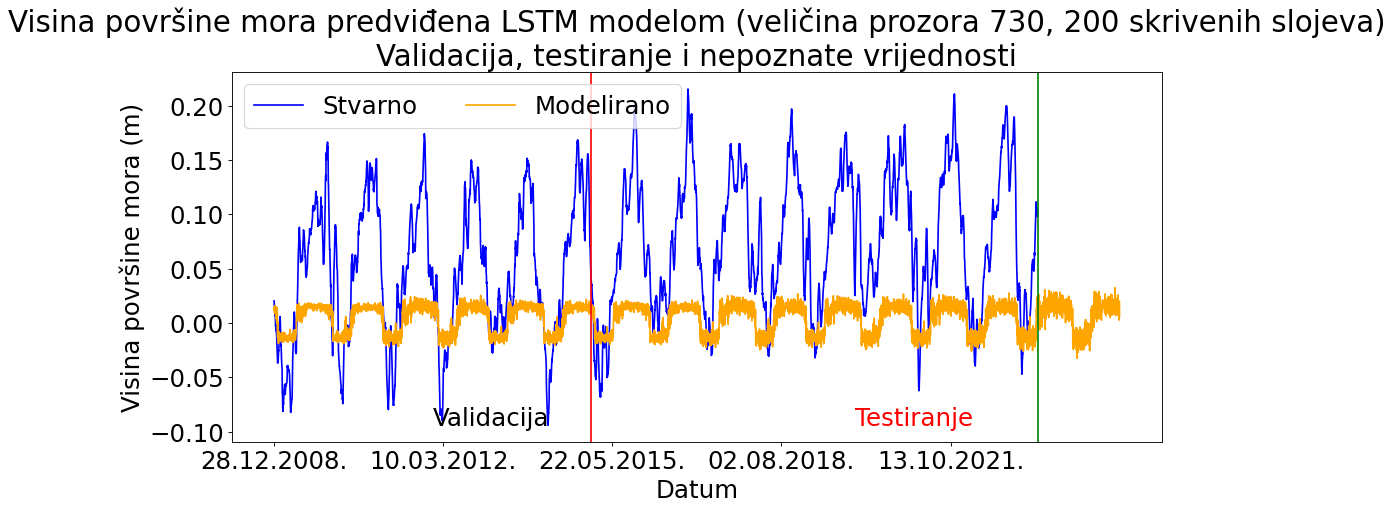 Visina površine mora predviđena LSTM modelom (veličina prozora 730, 200 skrivenih slojeva)
Validacija, testiranje i nepoznate vrijednosti
Stvarno Modelirano
Visina površine mora (m)
0.20
0.15
0.10
0.05
0.00
−0.05
−0.10
Validacija Testiranje
28.12.2008. 10.03.2012. 22.05.2015. 02.08.2018. 13.10.2021.
Datum